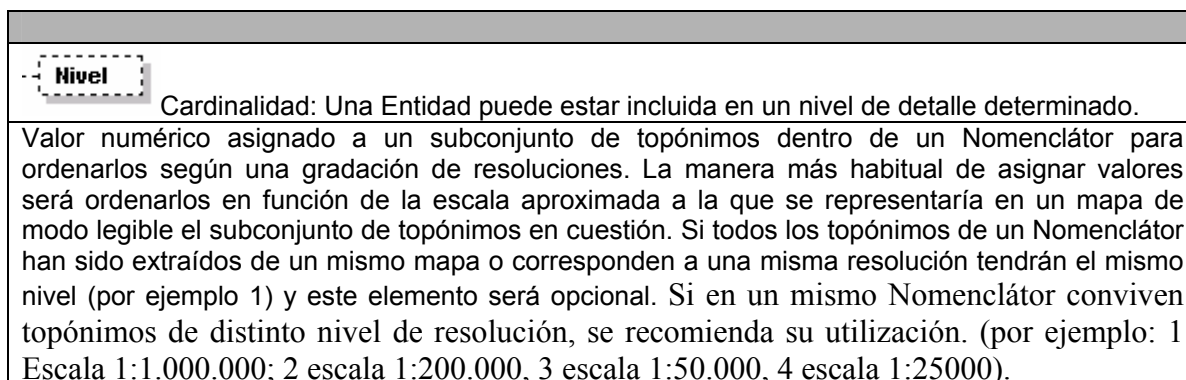 Nivel
Cardinalidad: Una Entidad puede estar incluida en un nivel de detalle determinado.
Valor numérico asignado a un subconjunto de topónimos dentro de un Nomenclátor para
ordenarlos según una gradación de resoluciones. La manera más habitual de asignar valores
será ordenarlos en función de la escala aproximada a la que se representaría en un mapa de
modo legible el subconjunto de topónimos en cuestión. Si todos los topónimos de un Nomenclátor
han sido extraídos de un mismo mapa o corresponden a una misma resolución tendrán el mismo
nivel (por ejemplo 1) y este elemento será opcional. Si en un mismo Nomenclátor conviven
topónimos de distinto nivel de resolución, se recomienda su utilización. (por ejemplo: 1
Escala 1:1.000.000; 2 escala 1:200.000, 3 escala 1:50.000, 4 escala 1:25000).